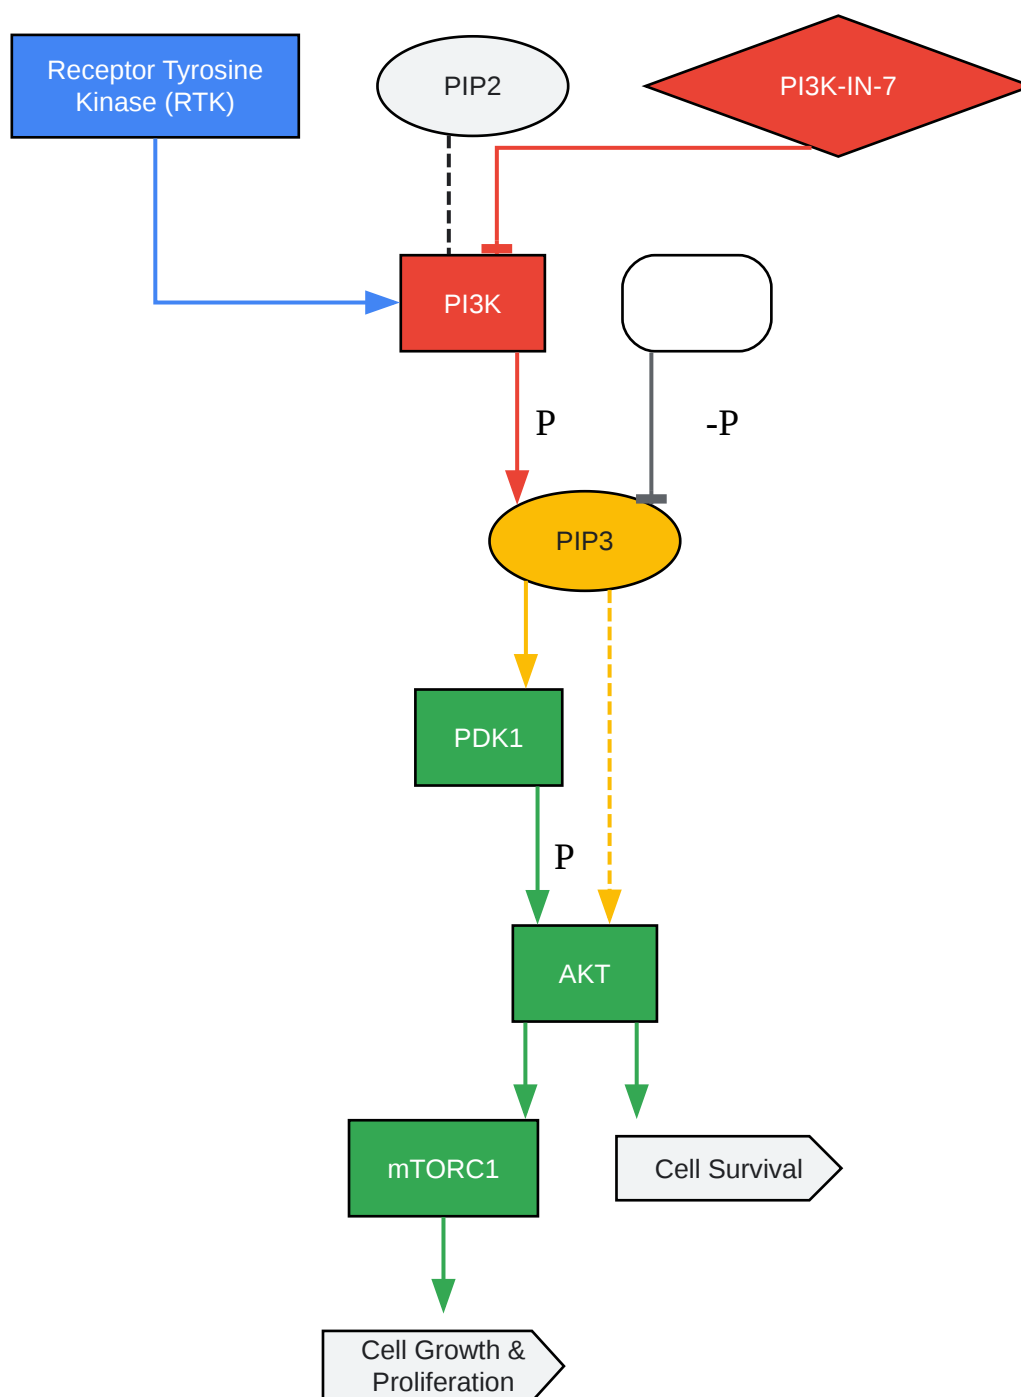 Receptor Tyrosine
Kinase (RTK)
PIP2
PI3K-IN-7
PI3K
P
-P
PIP3
PDK1
P
AKT
mTORC1
Cell Survival
Cell Growth &
Proliferation